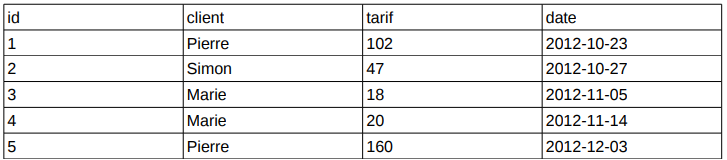 id client tarif date
1 Pierre 102 2012-10-23
2 Simon 47 2012-10-27
3 Marie 18 2012-11-05
4 Marie 20 2012-11-14
5 Pierre 160 2012-12-03